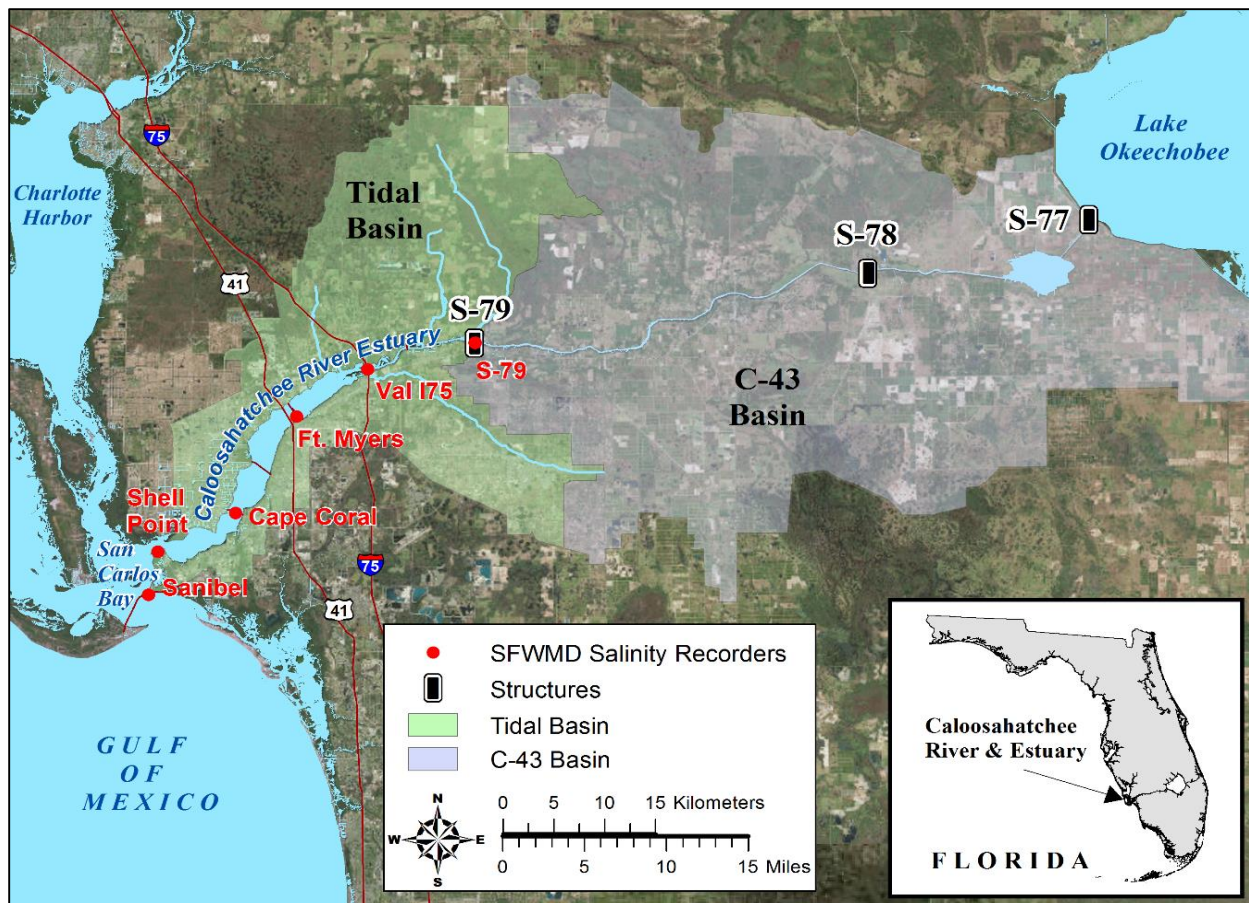 75
Charlotte
Harbor
Tidal
Basin
41
Lake
Okeechobee
S-77
S-78
S-79
S-79
Caloosahatchee River Estuary
Val I75
C-43
Basin
Ft. Myers
Shell
Point
Cape Coral
San
Carlos
Bay
Sanibel
75
41
GULF
OF
MEXICO
SFWMD Salinity Recorders
Structures
Tidal Basin
C-43 Basin
N
W
E
S
0 5 10 15 Kilometers
0 5 10 15 Miles
Caloosahatchee
River & Estuary
FLORIDA